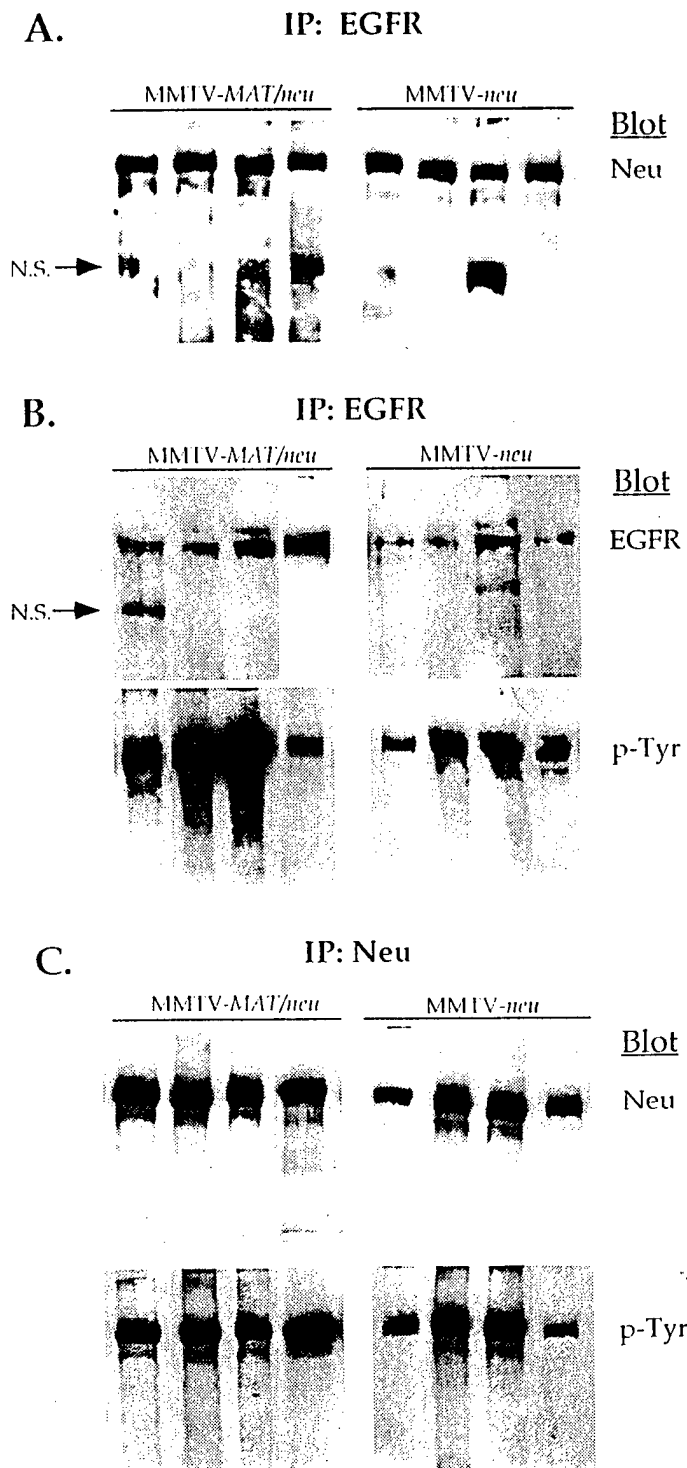 A. IP: EGFR
MMTV-MAT/neu MMTV-neu
Blot
Neu
N.S.
B. IP: EGFR
MMTV-MAT/neu MMTV-neu
Blot
EGFR
N.S.
p-Tyr
C. IP: Neu
MMTV-MAT/neu MMTV-neu
Blot
Neu
p-Tyr